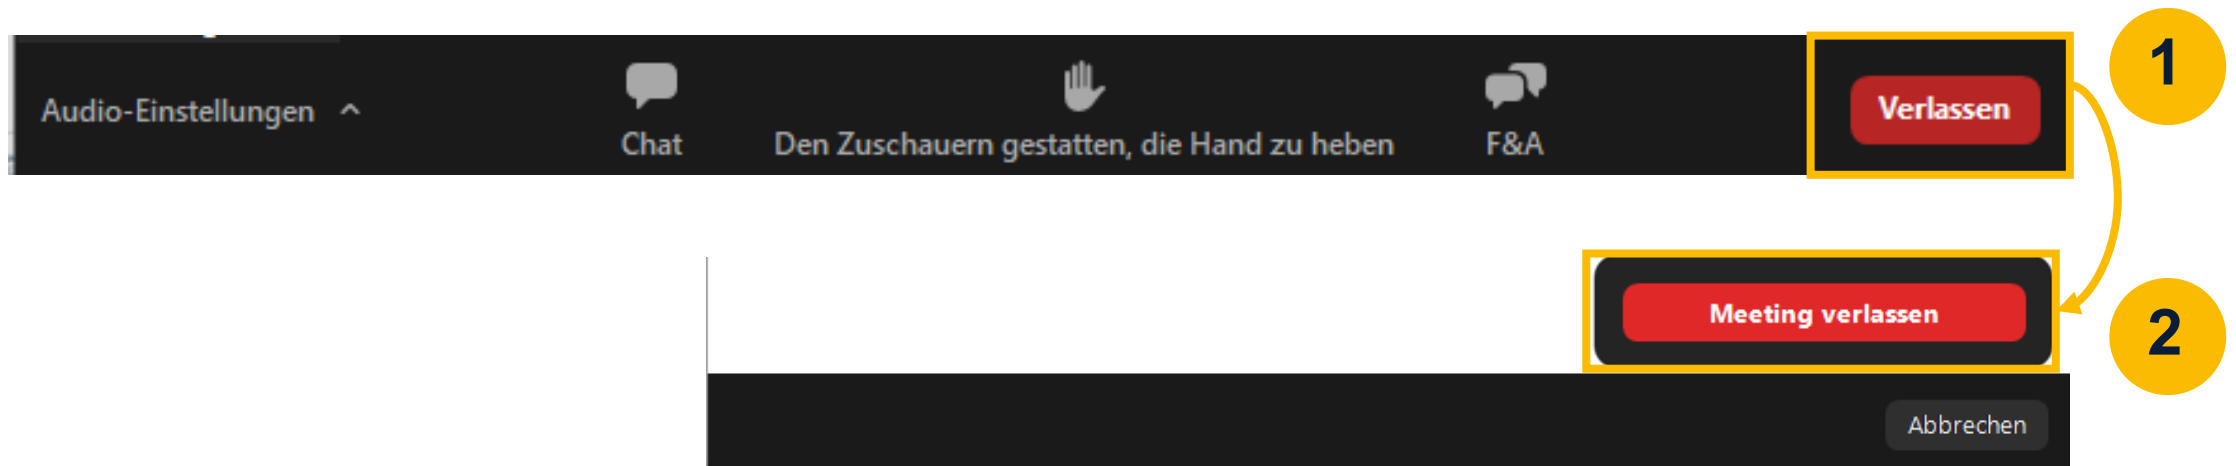 Audio-Einstellungen
Chat
Den Zuschauern gestatten, die Hand zu heben
F&A
Verlassen
1
Meeting verlassen
2
Abbrechen